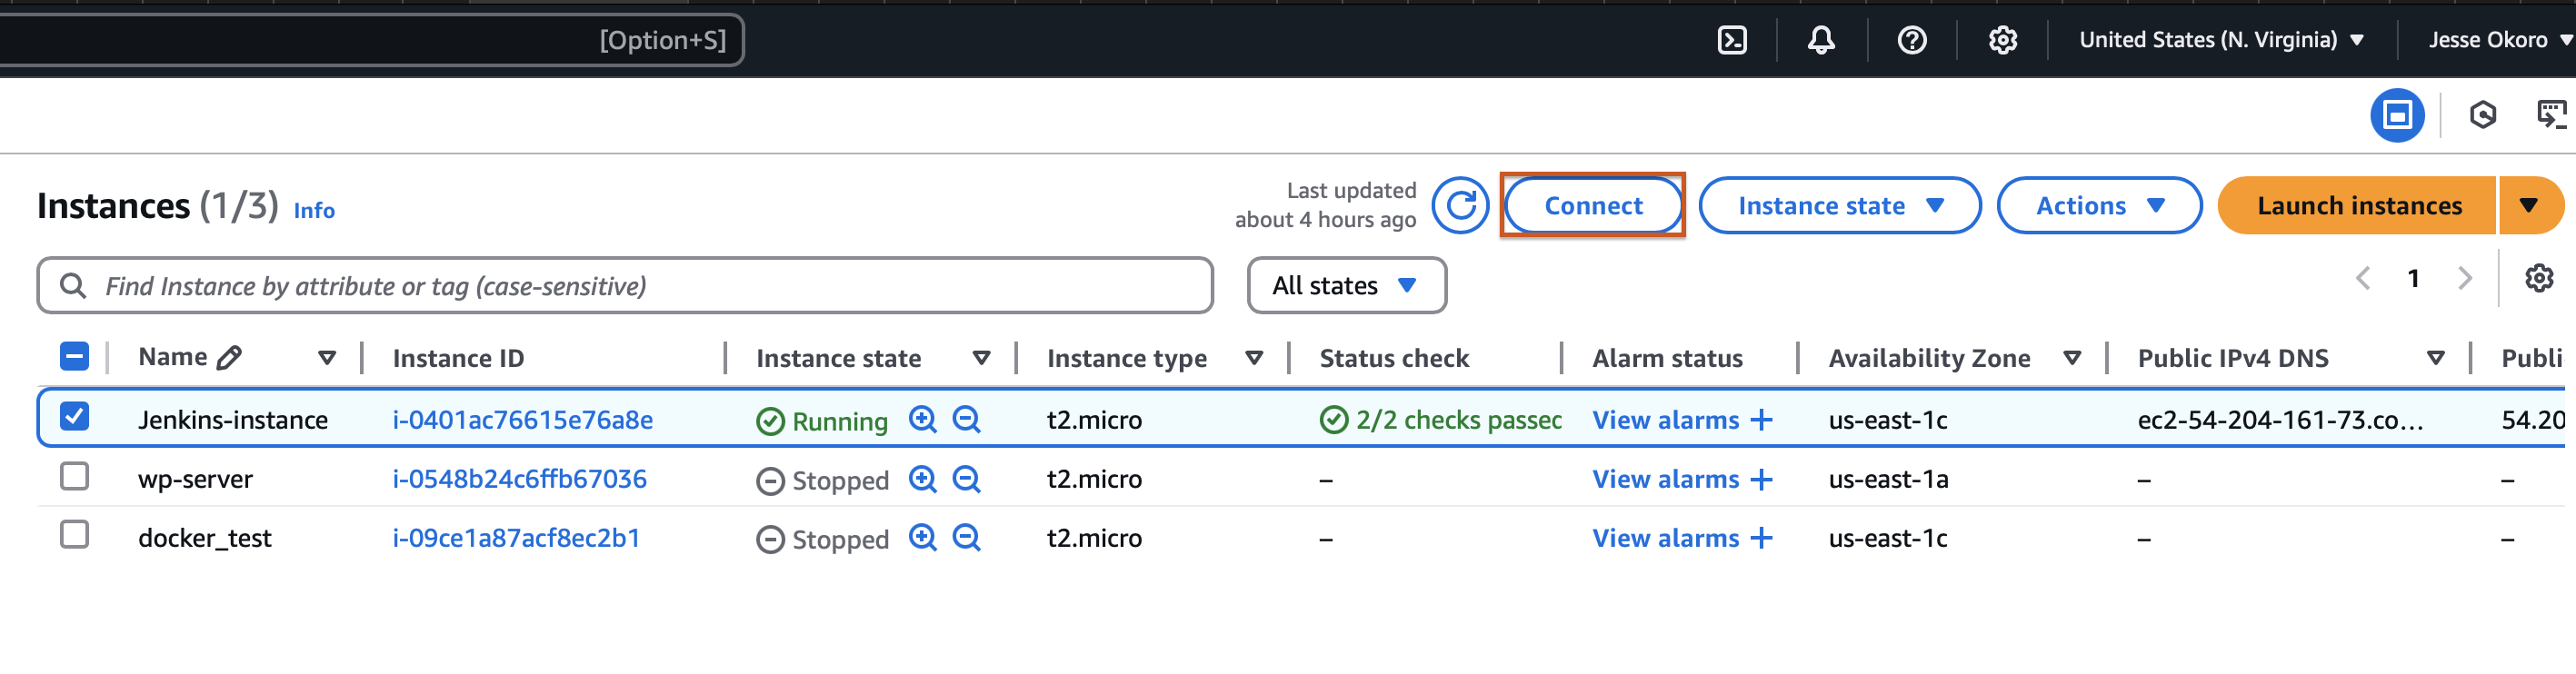 [Option+S] United States (N. Virginia) Jesse Okoro
Instances (1/3) Info Last updated about 4 hours ago Connect Instance state Actions Launch instances
Find Instance by attribute or tag (case-sensitive) All states 1
Name Instance ID Instance state Instance type Status check Alarm status Availability Zone Public IPv4 DNS Publi
Jenkins-instance i-0401ac76615e76a8e Running t2.micro 2/2 checks passec View alarms + us-east-1c ec2-54-204-161-73.co... 54.20
wp-server i-0548b24c6ffb67036 Stopped t2.micro – View alarms + us-east-1a – –
docker_test i-09ce1a87acf8ec2b1 Stopped t2.micro – View alarms + us-east-1c – –